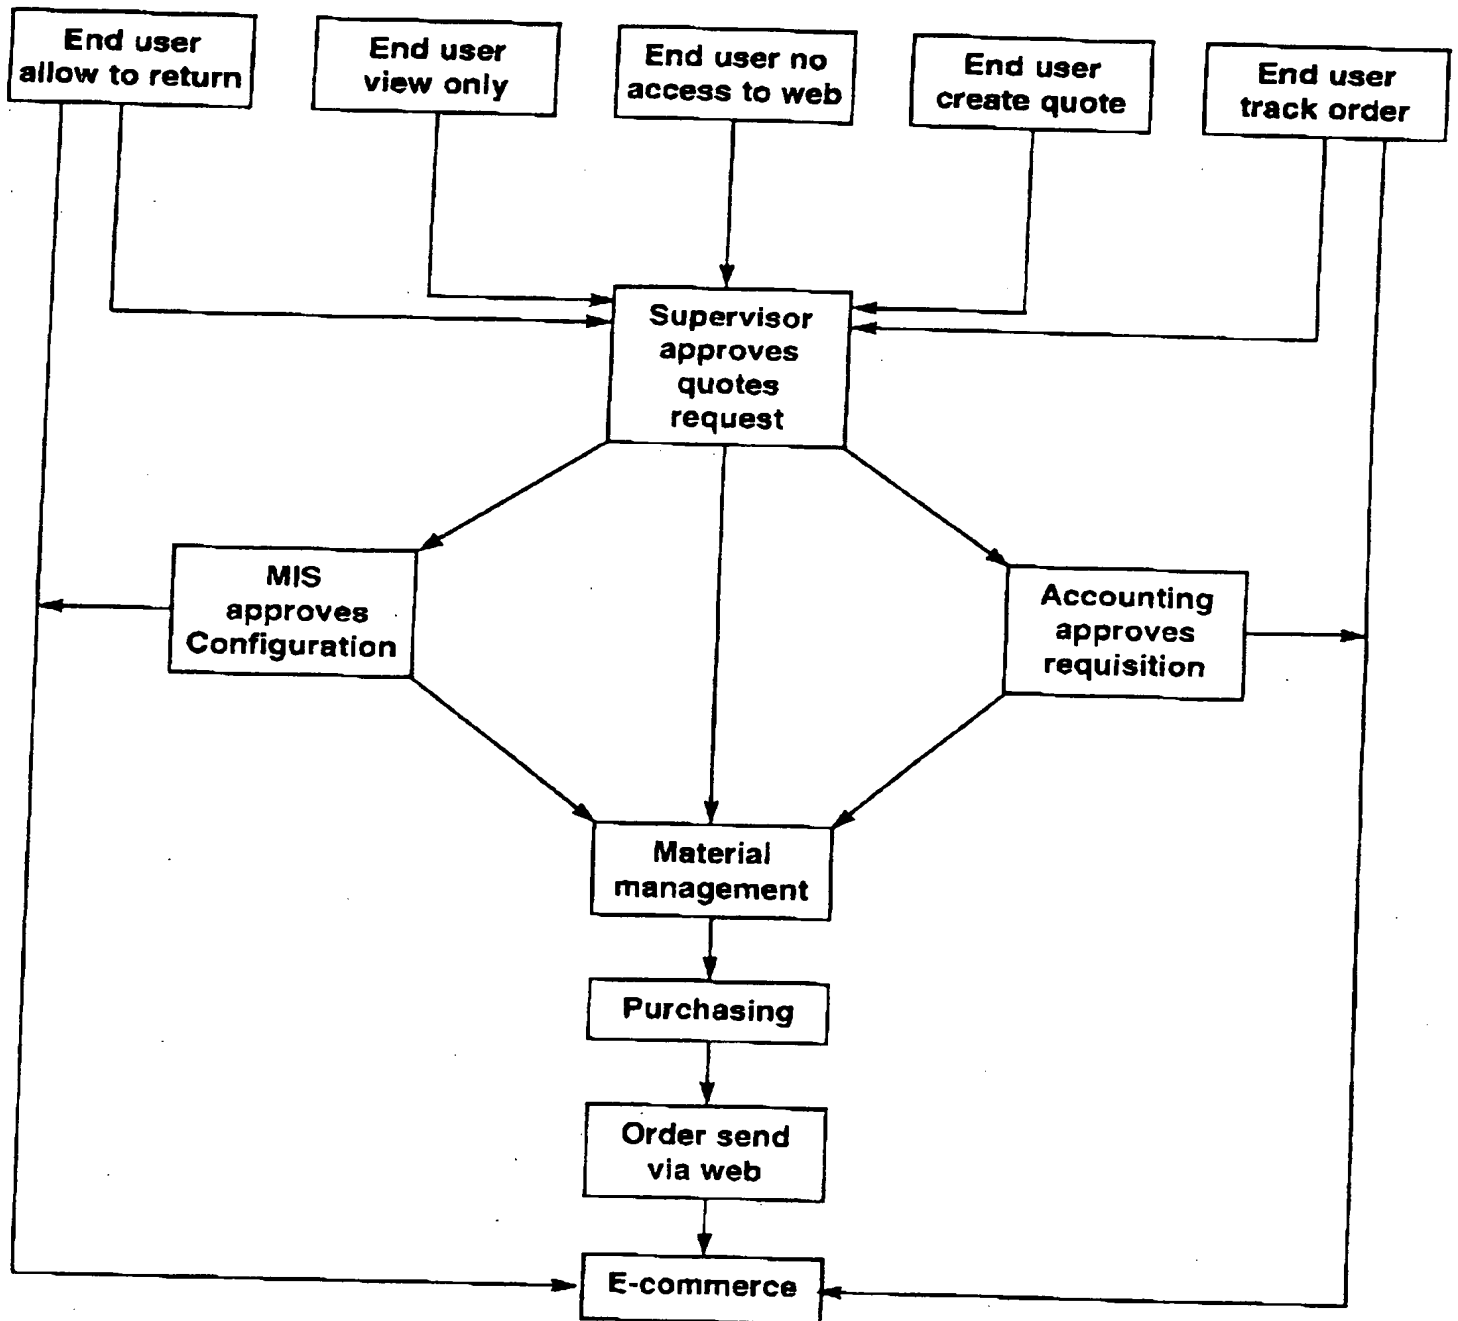 End user
allow to return
End user
view only
End user no
access to web
End user
create quote
End user
track order
Supervisor
approves
quotes
request
MIS
approves
Configuration
Accounting
approves
requisition
Material
management
Purchasing
Order send
via web
E-commerce